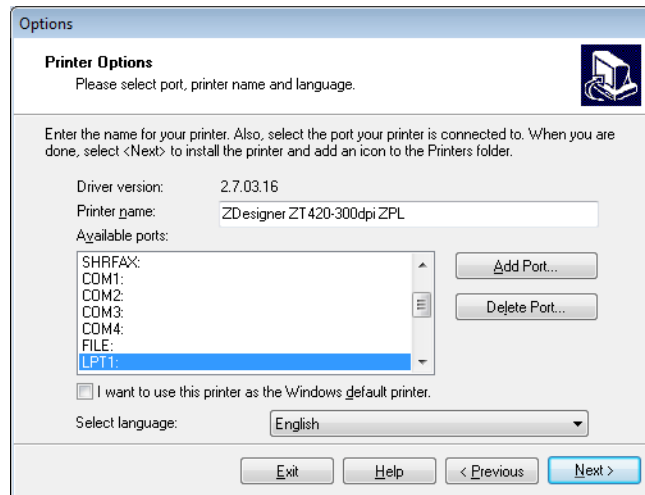 Options
Printer Options
Please select port, printer name and language.
Enter the name for your printer. Also, select the port your printer is connected to. When you are
done, select <Next> to install the printer and add an icon to the Printers folder.
Driver version: 2.7.03.16
Printer name: ZDesigner ZT420-300dpi ZPL
Available ports:
SHRFAX:
COM1:
COM2:
COM3:
COM4:
FILE:
LPT1:
Add Port...
Delete Port...
I want to use this printer as the Windows default printer.
Select language: English
Exit Help < Previous Next >